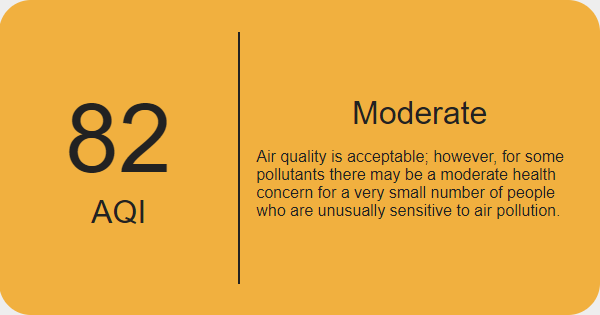 82
AQI
Moderate
Air quality is acceptable; however, for some
pollutants there may be a moderate health
concern for a very small number of people
who are unusually sensitive to air pollution.